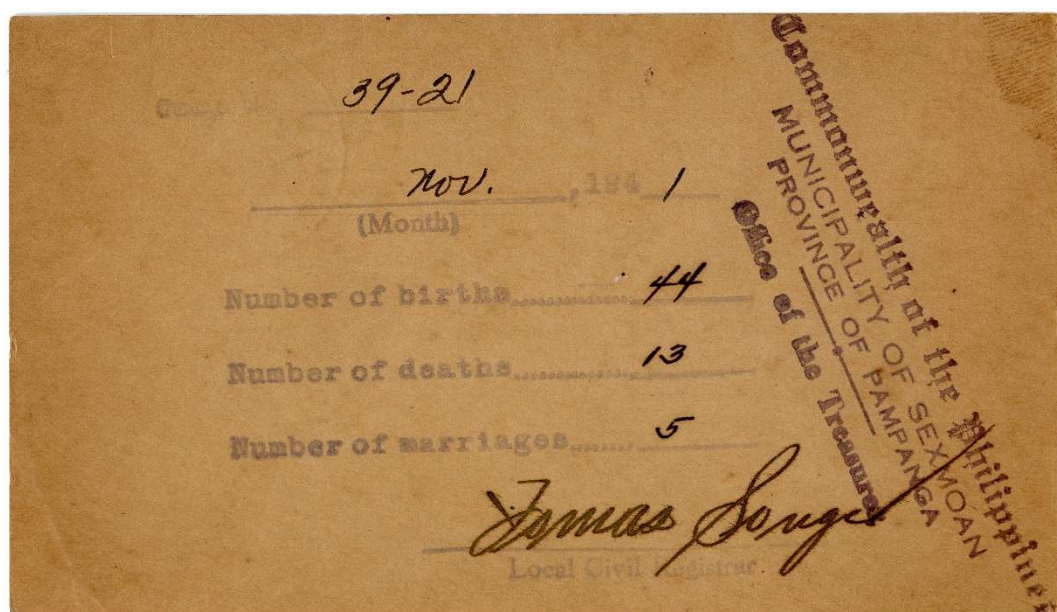 39-21
Nov. , 194 1
(Month)
Number of births 44
Number of deaths 13
Number of marriages 5
Tomas
Local Civil Registrar
Commonwealth of the Philippines
MUNICIPALITY OF SEXMOAN
PROVINCE OF PAMPANGA
Office of the Treasurer